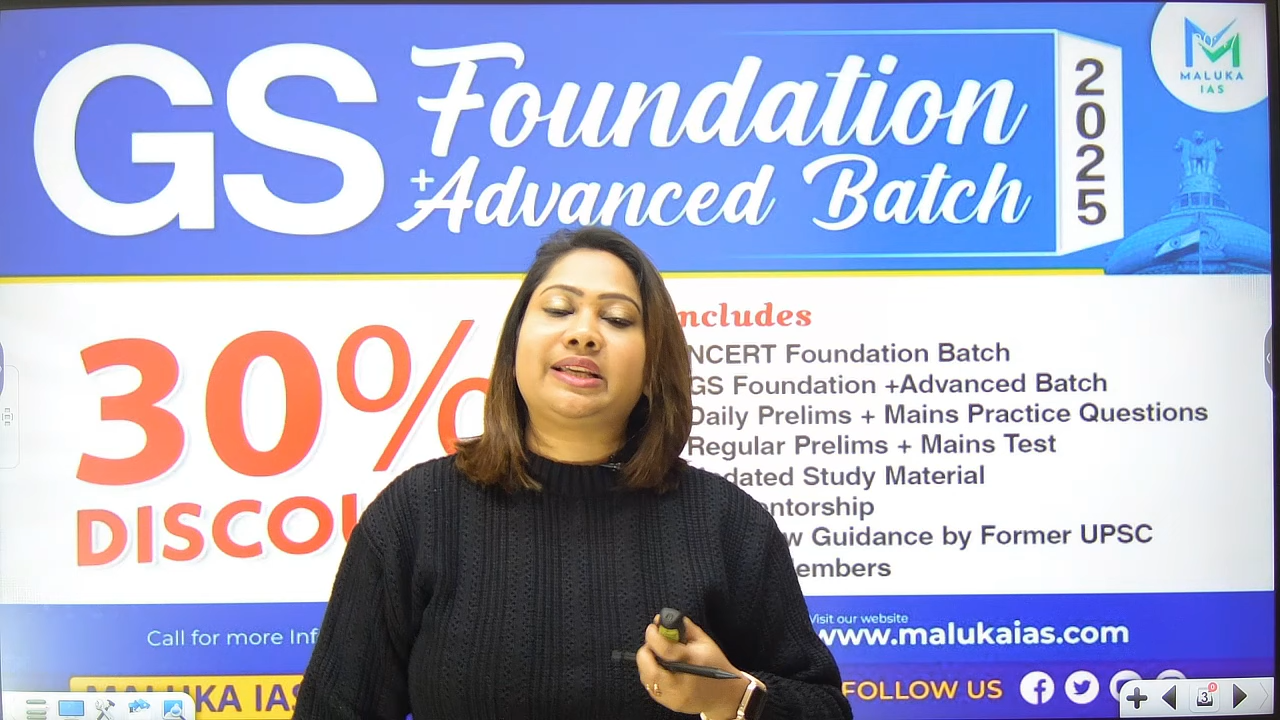 GS Foundation
+Advanced Batch
2025
MALUKA
IAS
30%
DISCOU
ncludes
NCERT Foundation Batch
GS Foundation +Advanced Batch
Daily Prelims + Mains Practice Questions
Regular Prelims + Mains Test
dated Study Material
entorship
w Guidance by Former UPSC
embers
Call for more Inf
Visit our website
www.malukaias.com
MALUKA IAS
FOLLOW US
3